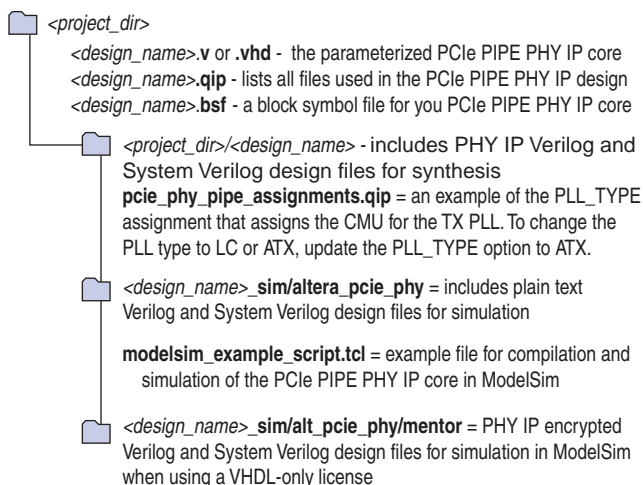 <project_dir>
<design_name>.v or .vhd - the parameterized PCIe PIPE PHY IP core
<design_name>.qip - lists all files used in the PCIe PIPE PHY IP design
<design_name>.bsf - a block symbol file for you PCIe PIPE PHY IP core
<project_dir>/<design_name> - includes PHY IP Verilog and
System Verilog design files for synthesis
pcie_phy_pipe_assignments.qip = an example of the PLL_TYPE
assignment that assigns the CMU for the TX PLL. To change the
PLL type to LC or ATX, update the PLL_TYPE option to ATX.
<design_name>_sim/altera_pcie_phy = includes plain text
Verilog and System Verilog design files for simulation
modelsim_example_script.tcl = example file for compilation and
simulation of the PCIe PIPE PHY IP core in ModelSim
<design_name>_sim/alt_pcie_phy/mentor = PHY IP encrypted
Verilog and System Verilog design files for simulation in ModelSim
when using a VHDL-only license